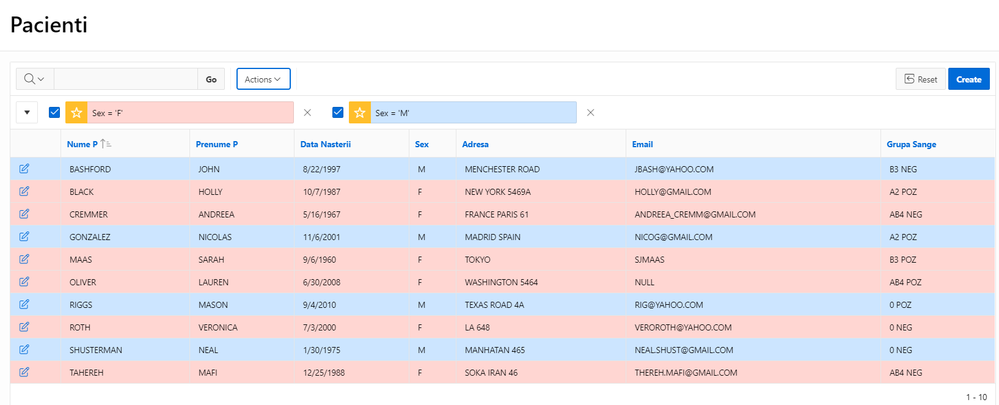 Pacienti
Go Actions Reset Create
Sex = 'F' Sex = 'M'
Nume P Prenume P Data Nasterii Sex Adresa Email Grupa Sange
BASHFORD JOHN 8/22/1997 M MENCHESTER ROAD JBASH@YAHOO.COM B3 NEG
BLACK HOLLY 10/7/1987 F NEW YORK 5469A HOLLY@GMAIL.COM A2 POZ
CREMMER ANDREEA 5/16/1967 F FRANCE PARIS 61 ANDREEA_CREMM@GMAIL.COM AB4 NEG
GONZALEZ NICOLAS 11/6/2001 M MADRID SPAIN NICOG@GMAIL.COM A2 POZ
MAAS SARAH 9/6/1960 F TOKYO SJMAAS B3 POZ
OLIVER LAUREN 6/30/2008 F WASHINGTON 5464 NULL AB4 POZ
RIGGS MASON 9/4/2010 M TEXAS ROAD 4A RIG@YAHOO.COM 0 POZ
ROTH VERONICA 7/3/2000 F LA 648 VEROROTH@YAHOO.COM 0 NEG
SHUSTERMAN NEAL 1/30/1975 M MANHATAN 465 NEAL.SHUST@GMAIL.COM 0 NEG
TAHEREH MAFI 12/25/1988 F SOKA IRAN 46 THEREH.MAFI@GMAIL.COM AB4 NEG
1 - 10